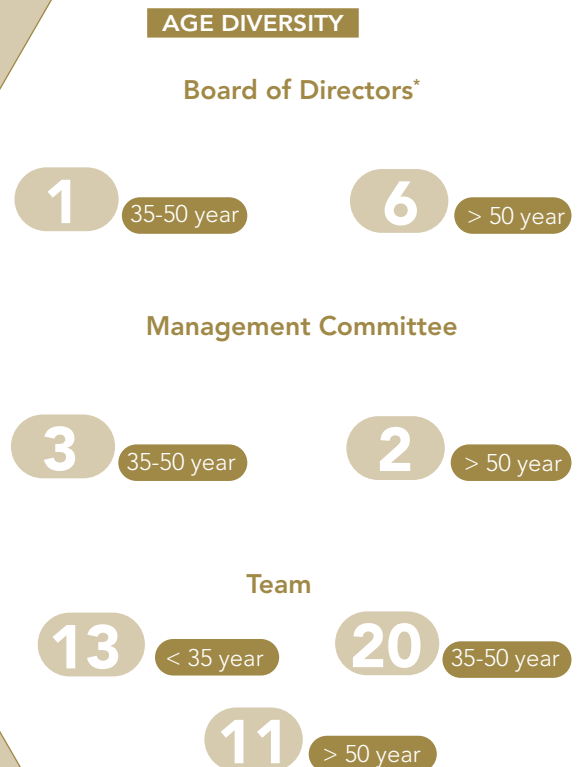 AGE DIVERSITY
Board of Directors*
1 35-50 year 6 > 50 year
Management Committee
3 35-50 year 2 > 50 year
Team
13 < 35 year 20 35-50 year
11 > 50 year